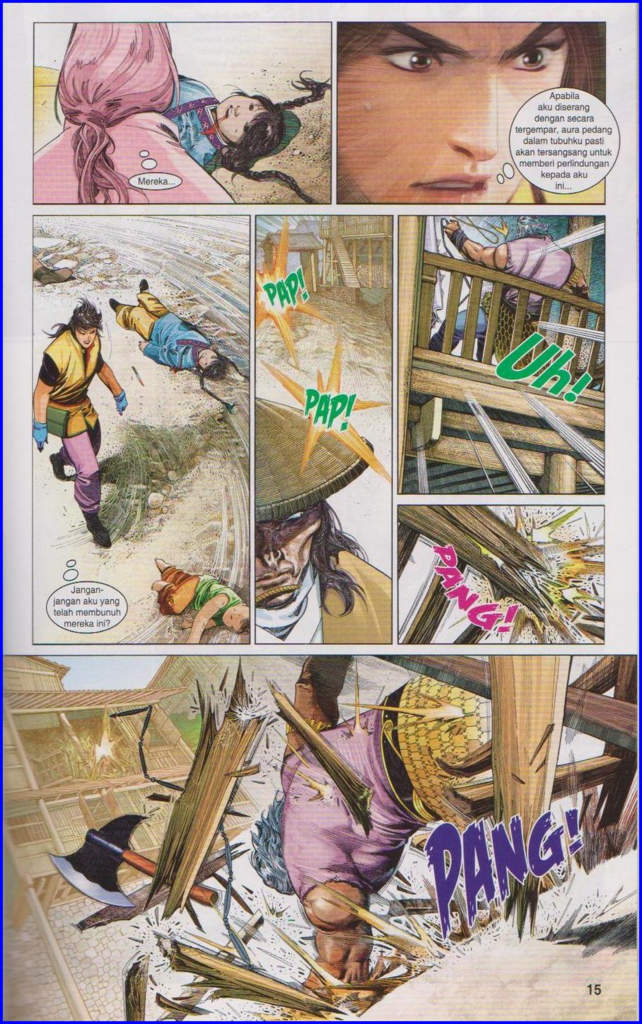 Mereka...
Apabila
aku diserang
dengan secara
tergempar, aura pedang
dalam tubuhku pasti
akan tersangsang untuk
memberi perlindungan
kepada aku
ini...
Jangan-
jangan aku yang
telah membunuh
mereka ini?
PAP!
PAP!
Uh!
PANG!
PANG!
15